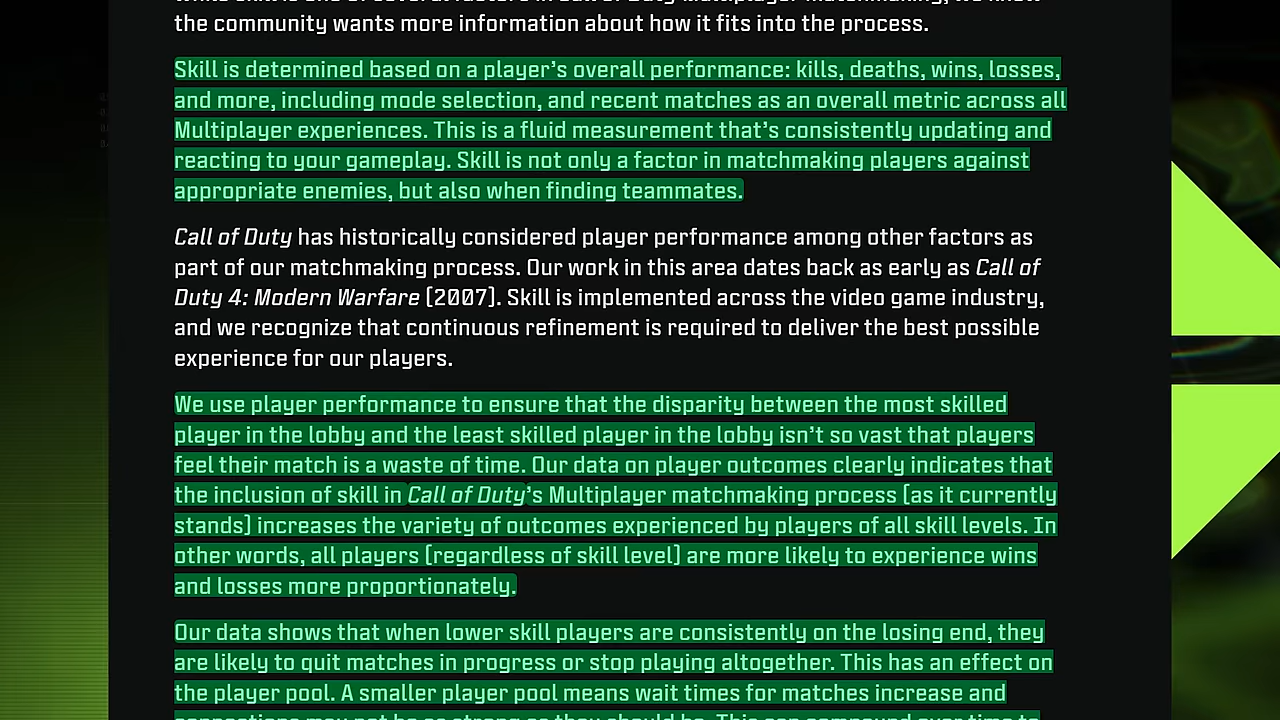 the community wants more information about how it fits into the process.
Skill is determined based on a player's overall performance: kills, deaths, wins, losses,
and more, including mode selection, and recent matches as an overall metric across all
Multiplayer experiences. This is a fluid measurement that's consistently updating and
reacting to your gameplay. Skill is not only a factor in matchmaking players against
appropriate enemies, but also when finding teammates.
Call of Duty has historically considered player performance among other factors as
part of our matchmaking process. Our work in this area dates back as early as Call of
Duty 4: Modern Warfare (2007). Skill is implemented across the video game industry,
and we recognize that continuous refinement is required to deliver the best possible
experience for our players.
We use player performance to ensure that the disparity between the most skilled
player in the lobby and the least skilled player in the lobby isn't so vast that players
feel their match is a waste of time. Our data on player outcomes clearly indicates that
the inclusion of skill in Call of Duty's Multiplayer matchmaking process (as it currently
stands) increases the variety of outcomes experienced by players of all skill levels. In
other words, all players (regardless of skill level) are more likely to experience wins
and losses more proportionately.
Our data shows that when lower skill players are consistently on the losing end, they
are likely to quit matches in progress or stop playing altogether. This has an effect on
the player pool. A smaller player pool means wait times for matches increase and